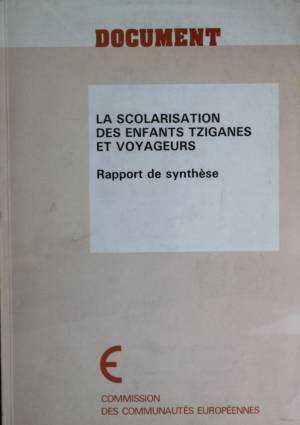 DOCUMENT
LA SCOLARISATION
DES ENFANTS TZIGANES
ET VOYAGEURS
Rapport de synthèse
COMMISSION
DES COMMUNAUTÉS EUROPÉENNES